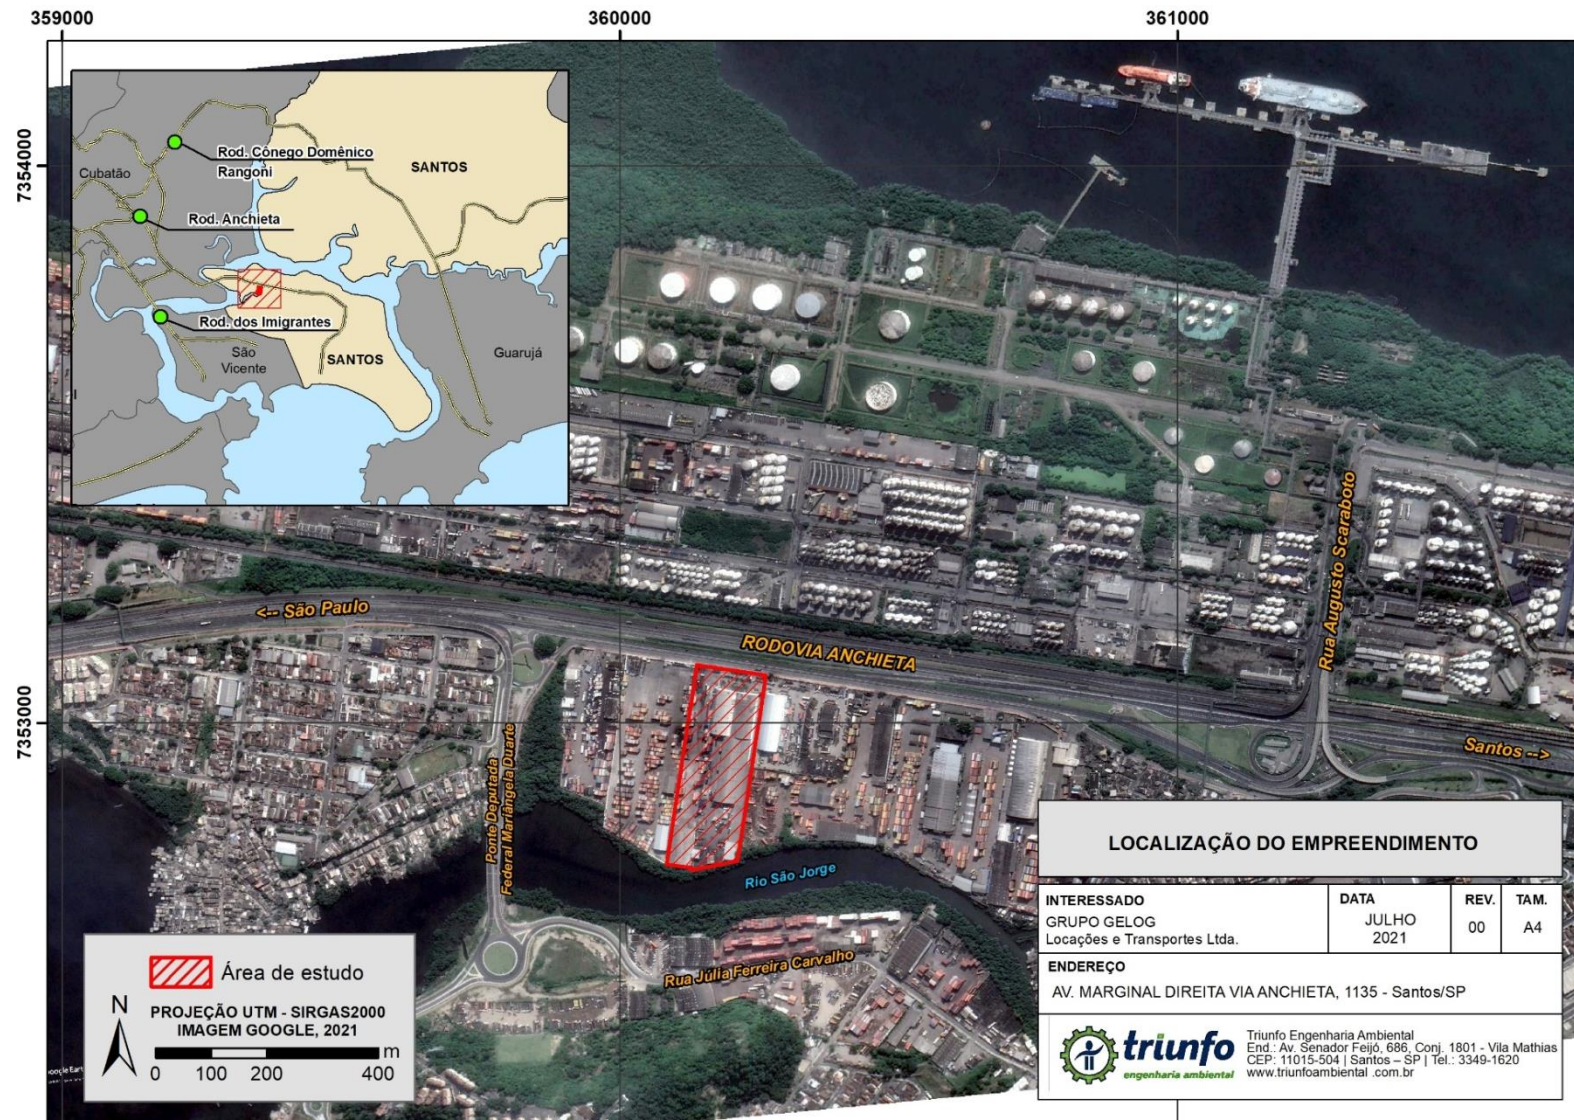 359000
360000
361000
7354000
7353000
Rod. Cônego Domênico
Rangoni
SANTOS
Cubatão
Rod. Anchieta
Rod. dos Imigrantes
São
Vicente
SANTOS
Guarujá
Rua Augusto Scaraboto
<-- São Paulo
RODOVIA ANCHIETA
Santos -->
Ponte Deputada
Federal Mariângela Duarte
Rio São Jorge
Rua Júlia Ferreira Carvalho
Área de estudo
N
PROJEÇÃO UTM - SIRGAS2000
IMAGEM GOOGLE, 2021
m
0 100 200 400
LOCALIZAÇÃO DO EMPREENDIMENTO
INTERESSADO
GRUPO GELOG
Locações e Transportes Ltda.
DATA
JULHO
2021
REV.
00
TAM.
A4
ENDEREÇO
AV. MARGINAL DIREITA VIA ANCHIETA, 1135 - Santos/SP
triunfo
engenharia ambiental
Triunfo Engenharia Ambiental
End.: Av. Senador Feijó, 686, Conj. 1801 - Vila Mathias
CEP: 11015-504 | Santos – SP | Tel.: 3349-1620
www.triunfoambiental .com.br